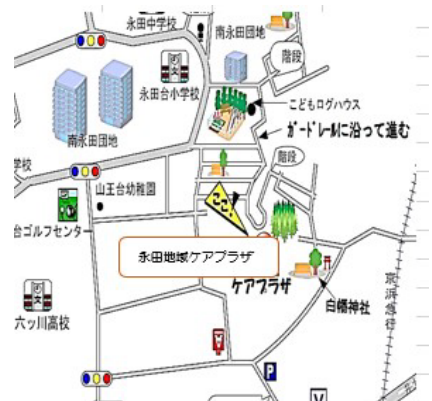 永田中学校
南永田団地
階段
永田台小学校
こどもログハウス
ガードレールに沿って進む
南永田団地
学校
階段
山王台幼稚園
ここ!
台ゴルフセンター
永田地域ケアプラザ
ケアプラザ
京浜急行
白幡神社
六ッ川高校
P